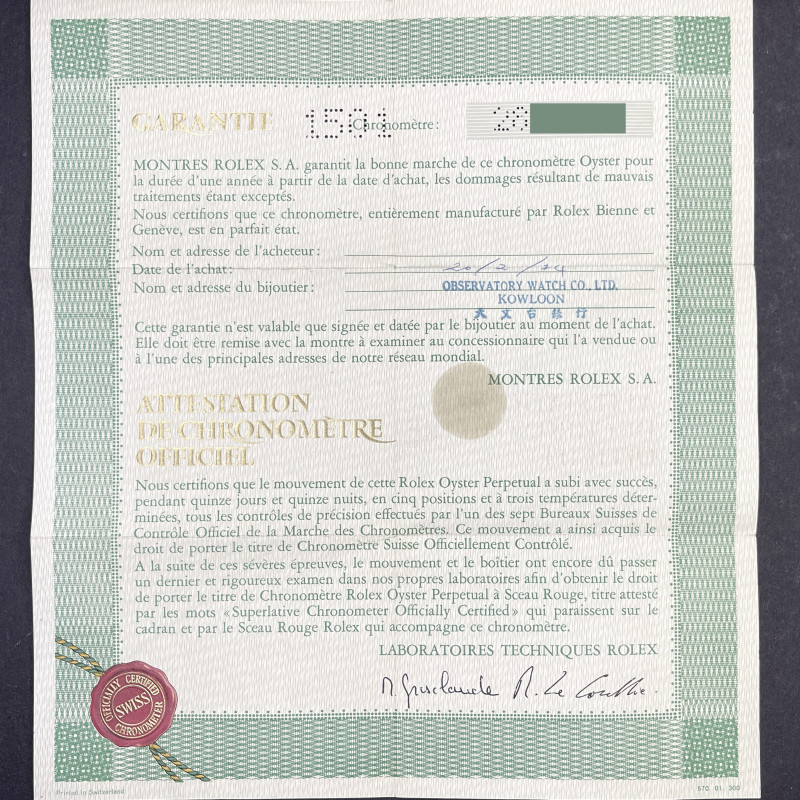 GARANTIE 1501 Chronomètre: 28
MONTRES ROLEX S. A. garantit la bonne marche de ce chronomètre Oyster pour
la durée d'une année à partir de la date d'achat, les dommages résultant de mauvais
traitements étant exceptés.
Nous certifions que ce chronomètre, entièrement manufacturé par Rolex Bienne et
Genève, est en parfait état.
Nom et adresse de l'acheteur:
Date de l'achat: 20/2/74
Nom et adresse du bijoutier: OBSERVATORY WATCH CO., LTD.
KOWLOON
天文台錶行
Cette garantie n'est valable que signée et datée par le bijoutier au moment de l'achat.
Elle doit être remise avec la montre à examiner au concessionnaire qui l'a vendue ou
à l'une des principales adresses de notre réseau mondial.
MONTRES ROLEX S. A.
ATTESTATION
DE CHRONOMÈTRE
OFFICIEL
Nous certifions que le mouvement de cette Rolex Oyster Perpetual a subi avec succès,
pendant quinze jours et quinze nuits, en cinq positions et à trois températures déter-
minées, tous les contrôles de précision effectués par l'un des sept Bureaux Suisses de
Contrôle Officiel de la Marche des Chronomètres. Ce mouvement a ainsi acquis le
droit de porter le titre de Chronomètre Suisse Officiellement Contrôlé.
A la suite de ces sévères épreuves, le mouvement et le boîtier ont encore dû passer
un dernier et rigoureux examen dans nos propres laboratoires afin d'obtenir le droit
de porter le titre de Chronomètre Rolex Oyster Perpetual à Sceau Rouge, titre attesté
par les mots «Superlative Chronometer Officially Certified» qui paraissent sur le
cadran et par le Sceau Rouge Rolex qui accompagne ce chronomètre.
LABORATOIRES TECHNIQUES ROLEX
OFFICIALLY CERTIFIED
SWISS
CHRONOMETER
Printed in Switzerland
570. 01. 300